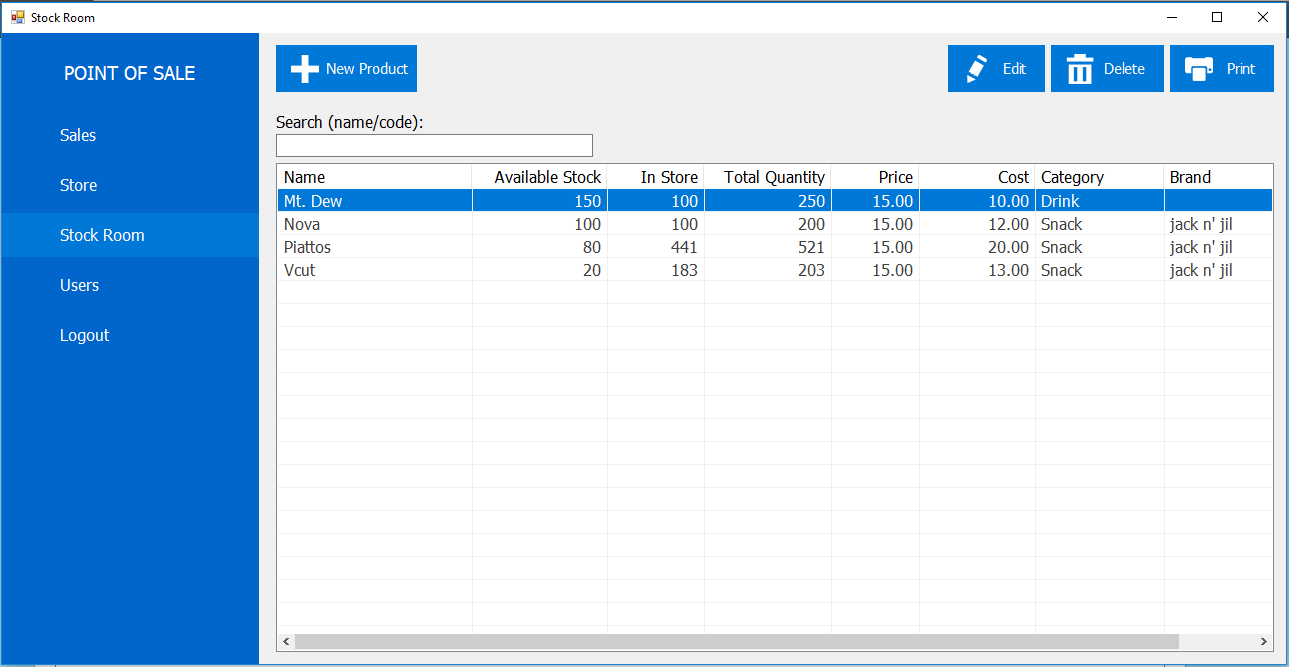 Stock Room
POINT OF SALE
Sales
Store
Stock Room
Users
Logout
New Product
Edit
Delete
Print
Search (name/code):
Name Available Stock In Store Total Quantity Price Cost Category Brand
Mt. Dew 150 100 250 15.00 10.00 Drink
Nova 100 100 200 15.00 12.00 Snack jack n' jil
Piattos 80 441 521 15.00 20.00 Snack jack n' jil
Vcut 20 183 203 15.00 13.00 Snack jack n' jil